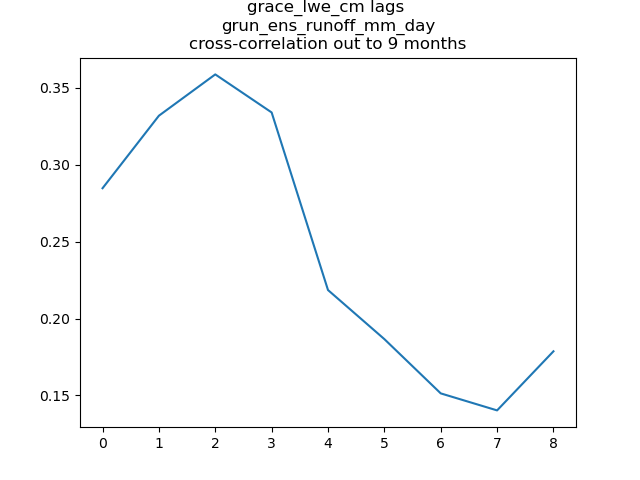 grace_lwe_cm lags
grun_ens_runoff_mm_day
cross-correlation out to 9 months
0.35
0.30
0.25
0.20
0.15
0 1 2 3 4 5 6 7 8